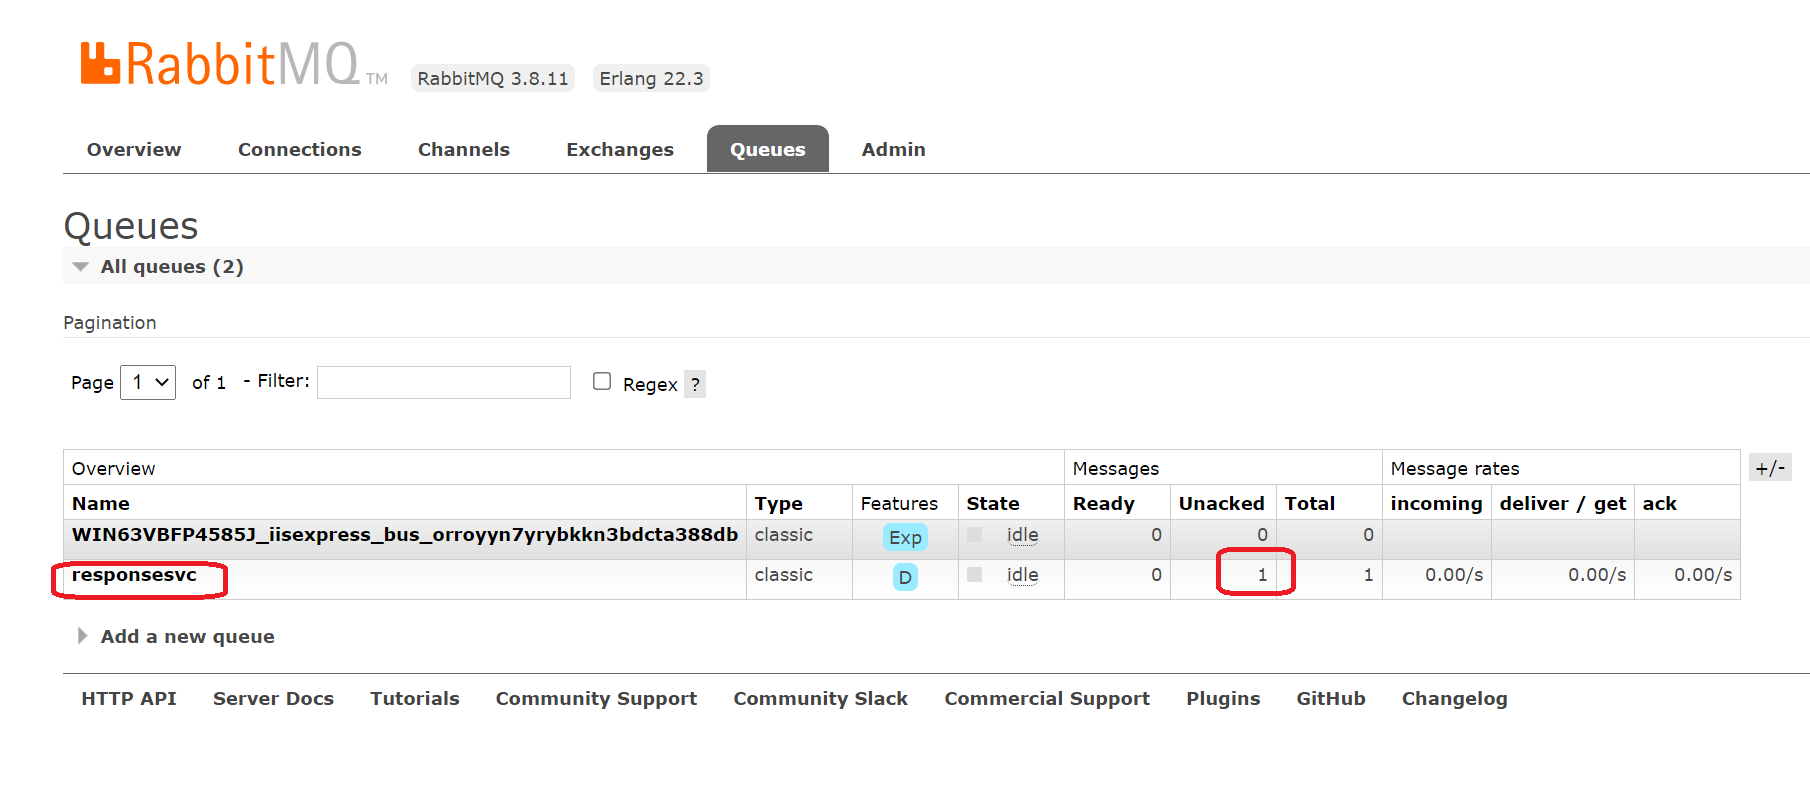 RabbitMQ TM RabbitMQ 3.8.11 Erlang 22.3
Overview Connections Channels Exchanges Queues Admin
Queues
All queues (2)
Pagination
Page 1 of 1 - Filter: Regex ?
Overview Messages Message rates +/-
Name Type Features State Ready Unacked Total incoming deliver / get ack
WIN63VBFP4585J_iisexpress_bus_orroyyn7yrybkkn3bdcta388db classic Exp idle 0 0 0
responsesvc classic D idle 0 1 1 0.00/s 0.00/s 0.00/s
Add a new queue
HTTP API Server Docs Tutorials Community Support Community Slack Commercial Support Plugins GitHub Changelog